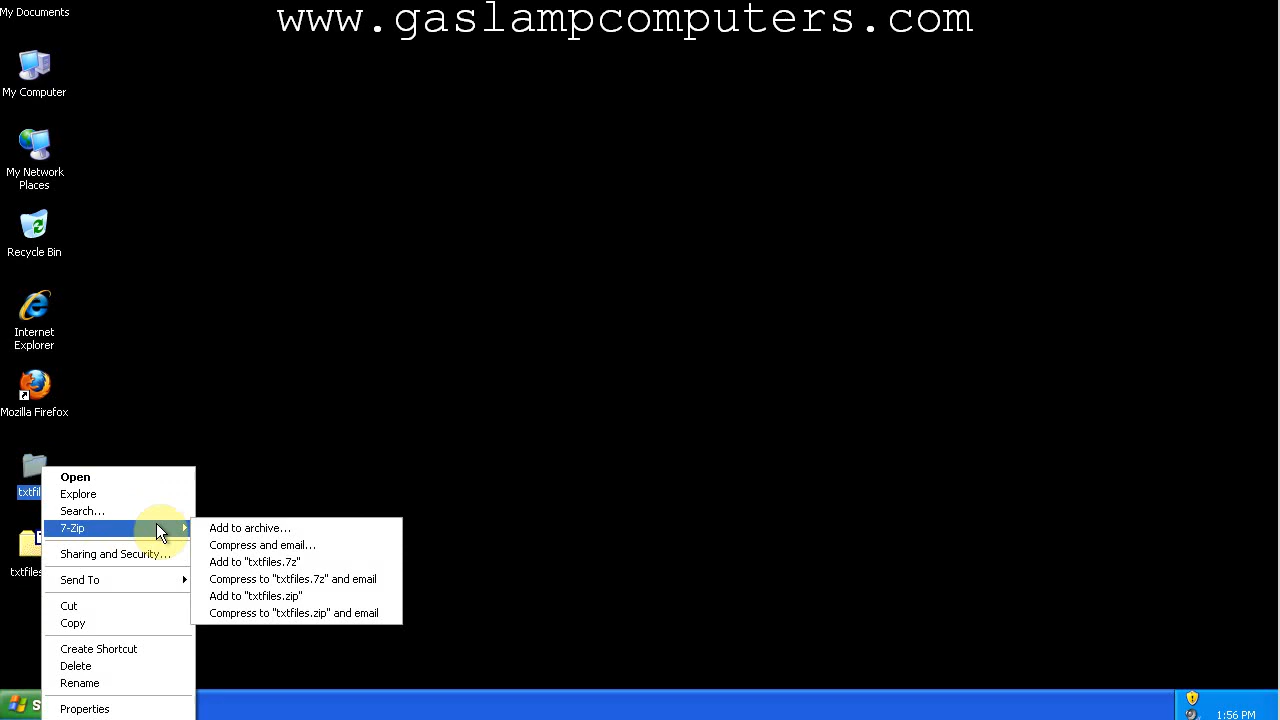 www.gaslampcomputers.com
My Documents
My Computer
My Network
Places
Recycle Bin
Internet
Explorer
Mozilla Firefox
txtfil
txtfiles
Open
Explore
Search...
7-Zip
Sharing and Security...
Send To
Cut
Copy
Create Shortcut
Delete
Rename
Properties
Add to archive...
Compress and email...
Add to "txtfiles.7z"
Compress to "txtfiles.7z" and email
Add to "txtfiles.zip"
Compress to "txtfiles.zip" and email
S
1:56 PM